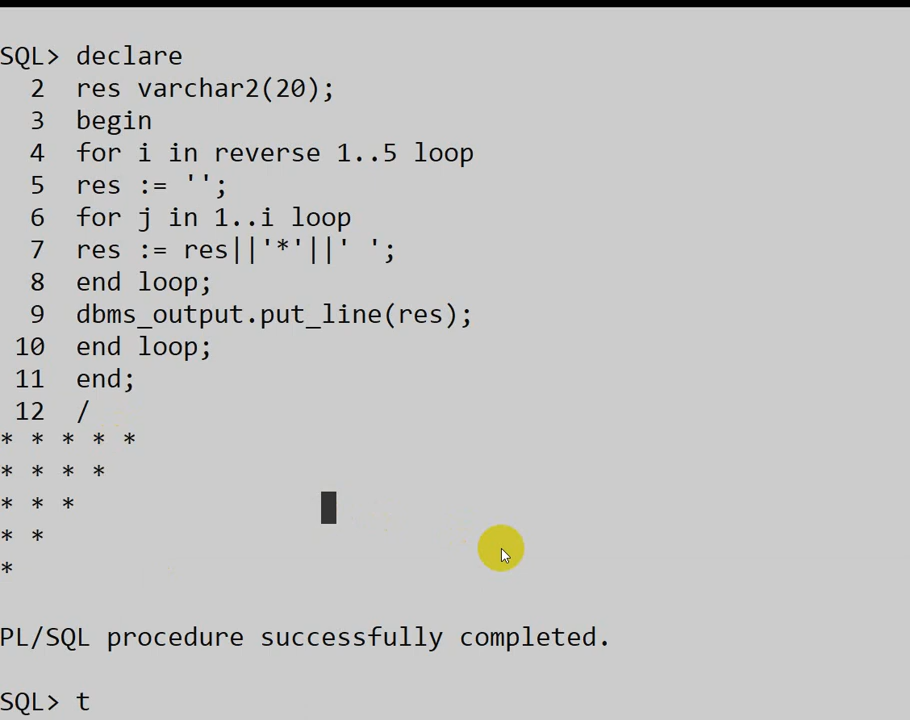 SQL> declare
2 res varchar2(20);
3 begin
4 for i in reverse 1..5 loop
5 res := '';
6 for j in 1..i loop
7 res := res||'*'||' ';
8 end loop;
9 dbms_output.put_line(res);
10 end loop;
11 end;
12 /
* * * * *
* * * *
* * *
* *
*
PL/SQL procedure successfully completed.
SQL> t